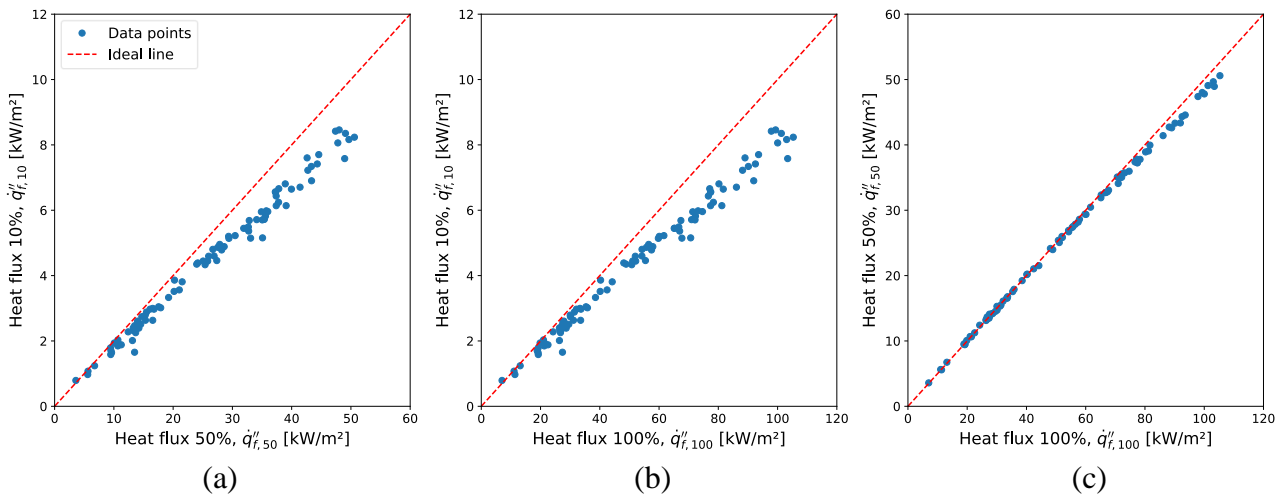 12
10
8
6
4
2
0
Heat flux 10%, q̇″f,10 [kW/m²]
Data points
Ideal line
0 10 20 30 40 50 60
Heat flux 50%, q̇″f,50 [kW/m²]
(a)
12
10
8
6
4
2
0
Heat flux 10%, q̇″f,10 [kW/m²]
0 20 40 60 80 100 120
Heat flux 100%, q̇″f,100 [kW/m²]
(b)
60
50
40
30
20
10
0
Heat flux 50%, q̇″f,50 [kW/m²]
0 20 40 60 80 100 120
Heat flux 100%, q̇″f,100 [kW/m²]
(c)